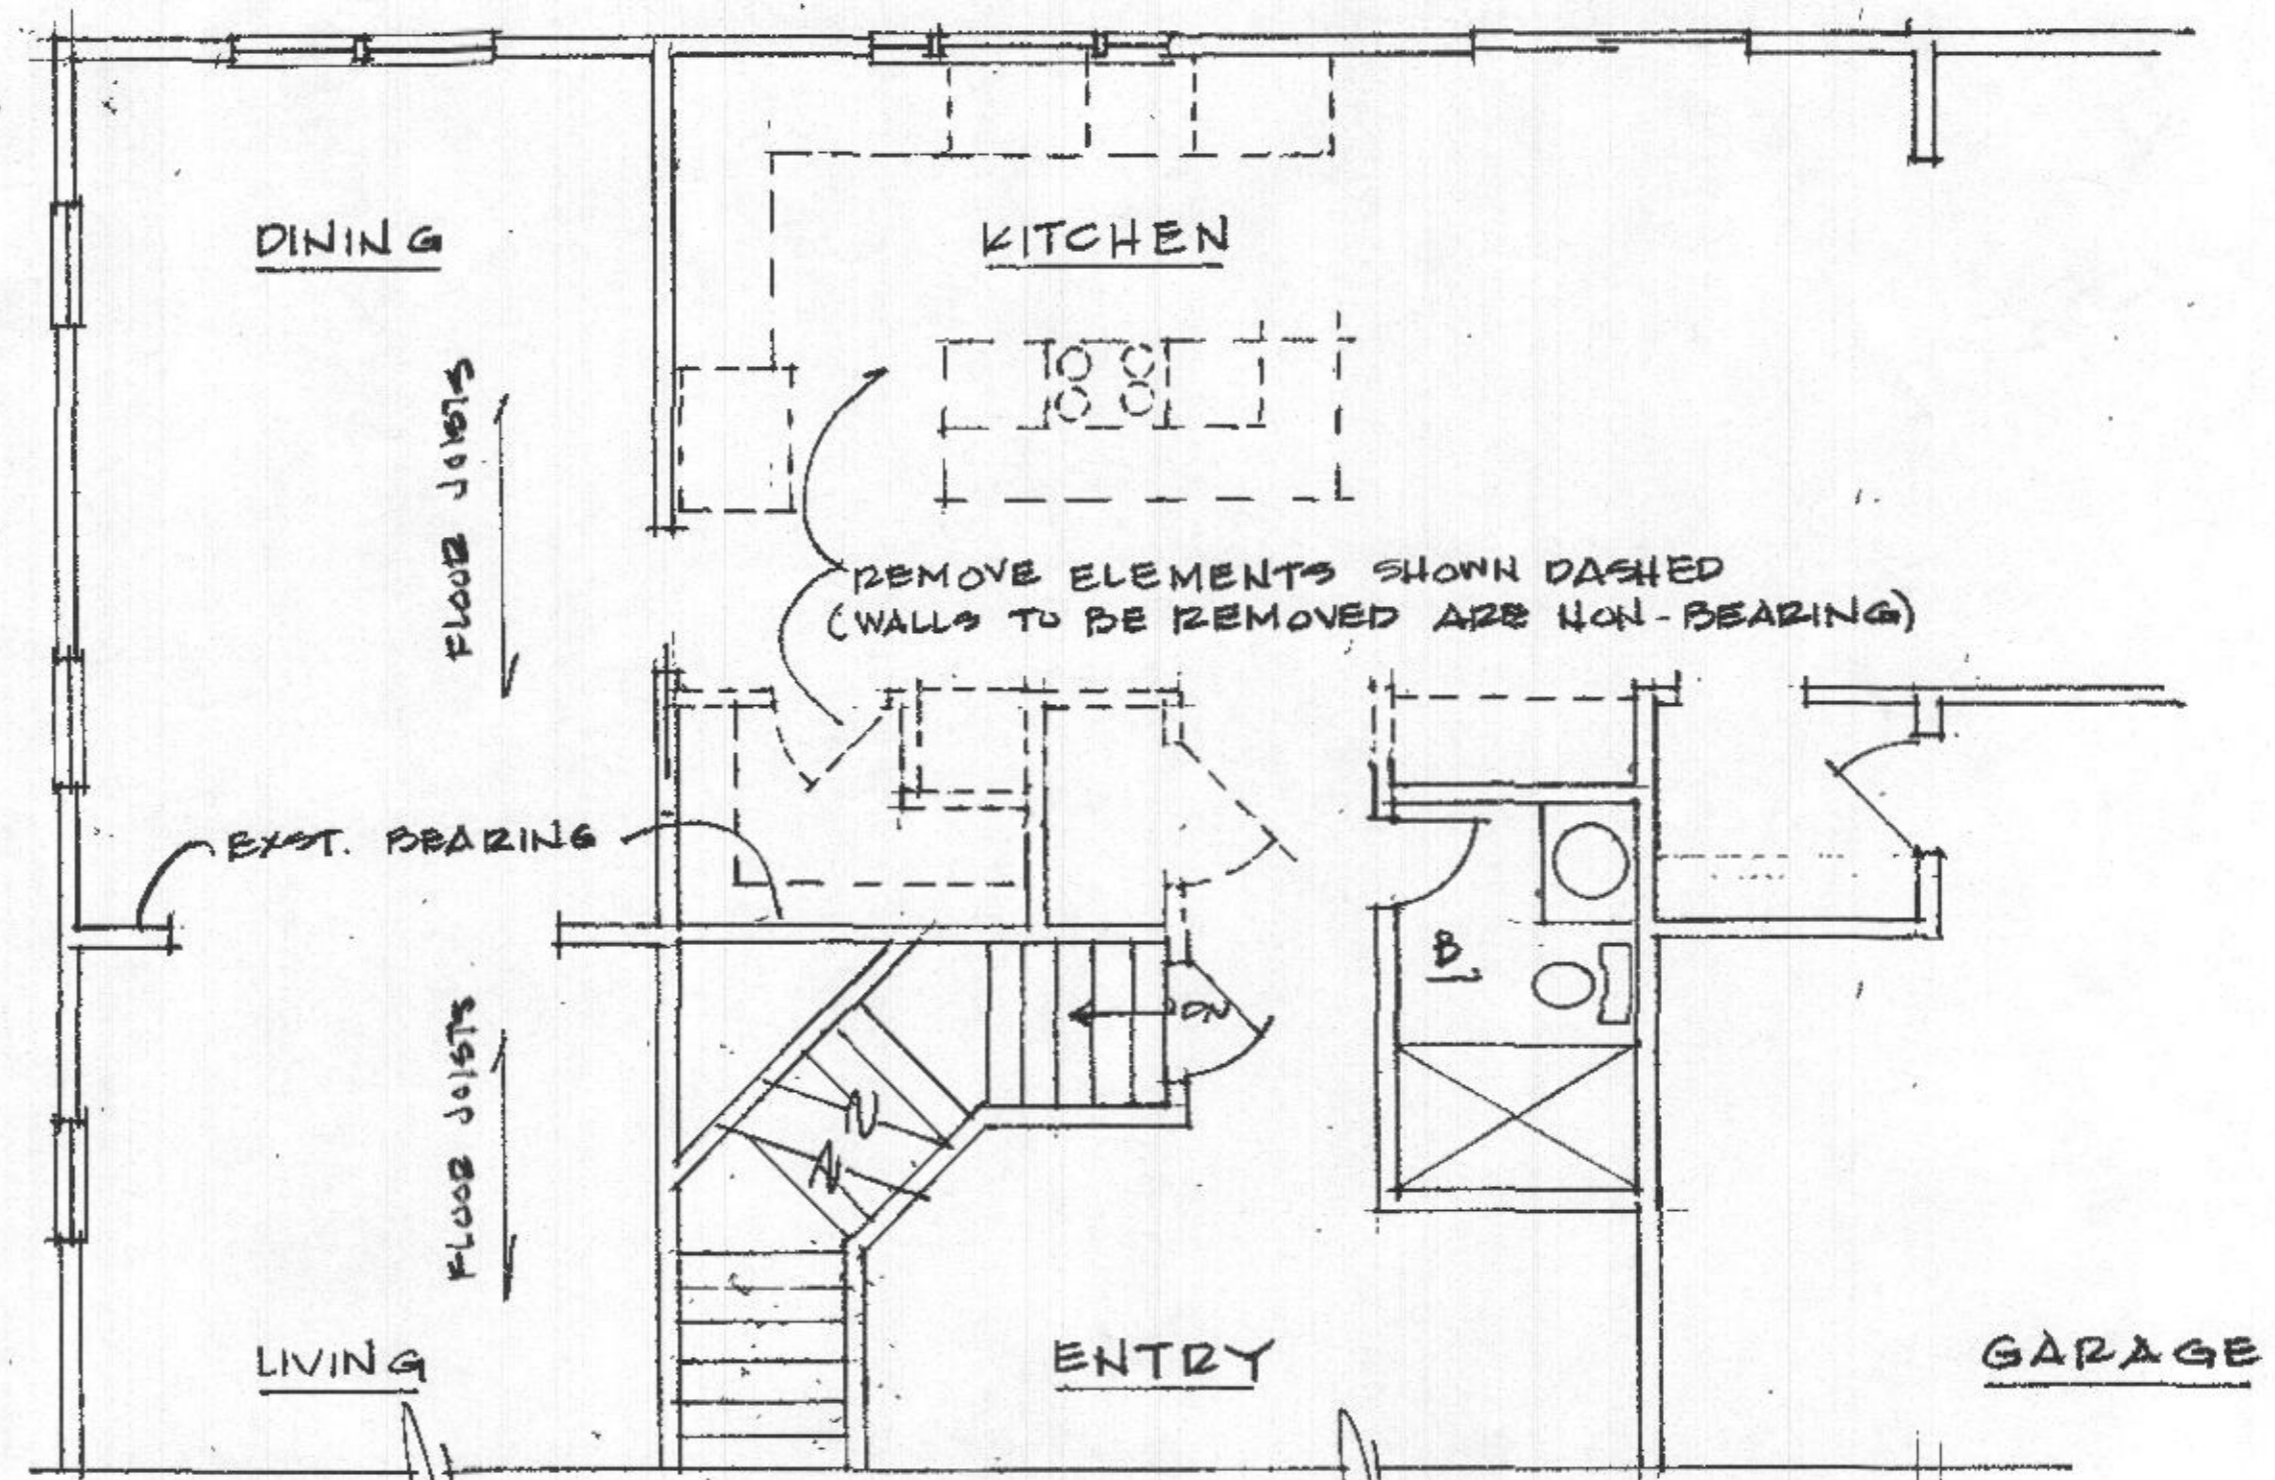 DINING
KITCHEN
FLOOR JOISTS
REMOVE ELEMENTS SHOWN DASHED
(WALLS TO BE REMOVED ARE NON-BEARING)
EXST. BEARING
B
DN
FLOOR JOISTS
LIVING
ENTRY
GARAGE